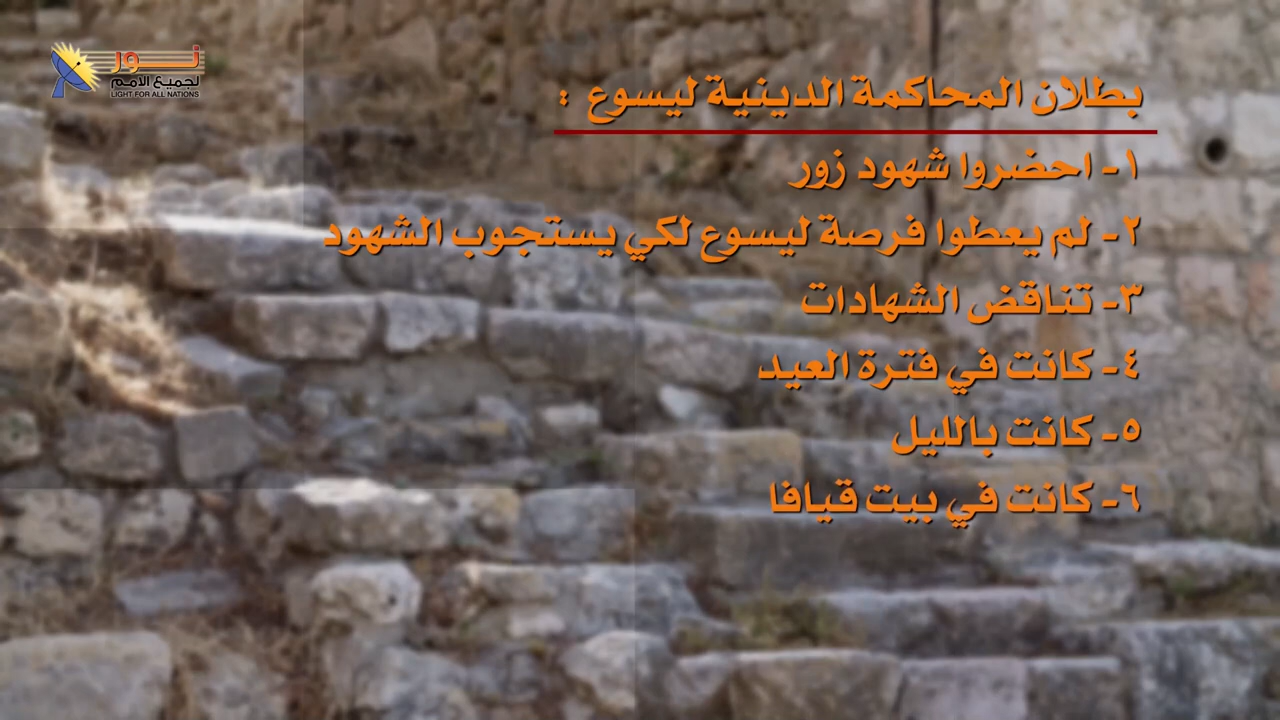 نور
لجميع الأمم
LIGHT FOR ALL NATIONS
بطلان المحاكمة الدينية ليسوع :
١- احضروا شهود زور
٢- لم يعطوا فرصة ليسوع لكي يستجوب الشهود
٣- تناقض الشهادات
٤- كانت في فترة العيد
٥- كانت بالليل
٦- كانت في بيت قيافا